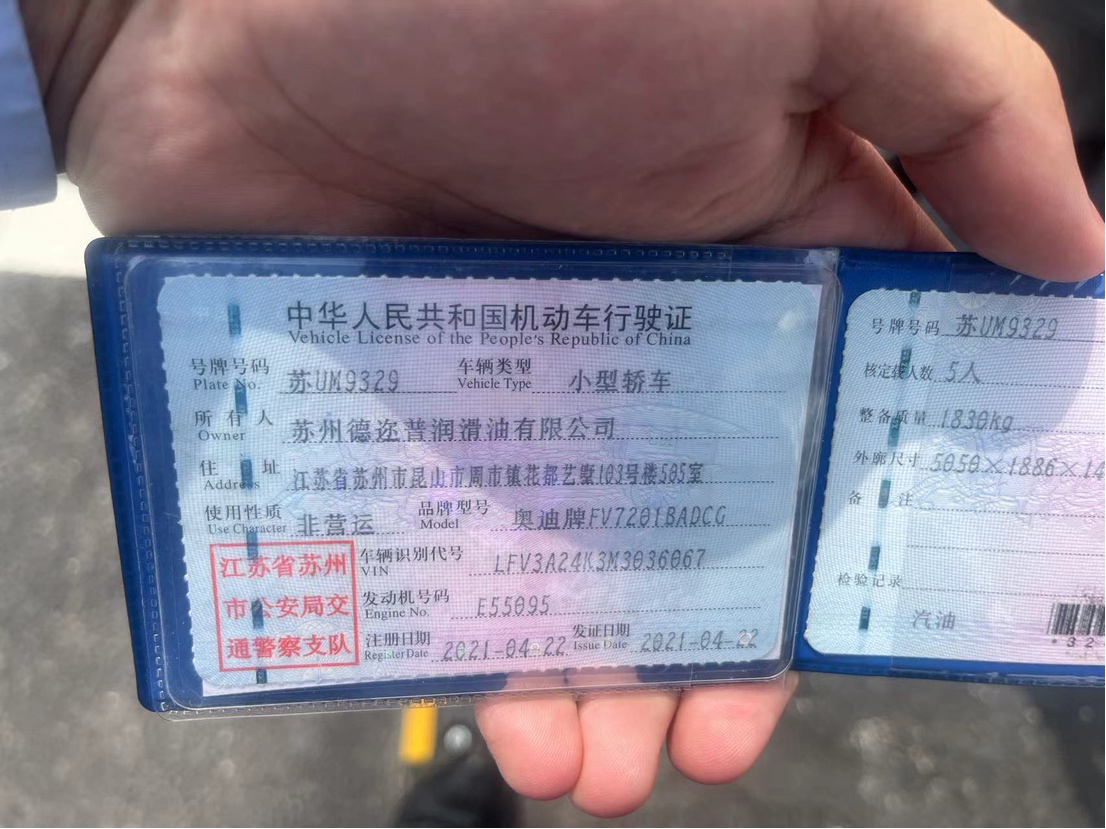 中华人民共和国机动车行驶证
Vehicle License of the People's Republic of China
号牌号码 苏UM9329 车辆类型 小型轿车
Plate No. Vehicle Type
所有人 苏州德迩普润滑油有限公司
Owner
住址 江苏省苏州市昆山市周市镇花都艺墅103号楼505室
Address
使用性质 非营运 品牌型号 奥迪牌FV7201BADCG
Use Character Model
江苏省苏州
市公安局交
通警察支队
车辆识别代号 LFV3A24K3M3036067
VIN
发动机号码 E55095
Engine No.
注册日期 2021-04-22 发证日期 2021-04-22
Register Date Issue Date
号牌号码 苏UM9329
核定载人数 5人
整备质量 1830kg
外廓尺寸 5050×1886×14
备注
检验记录
汽油
*32